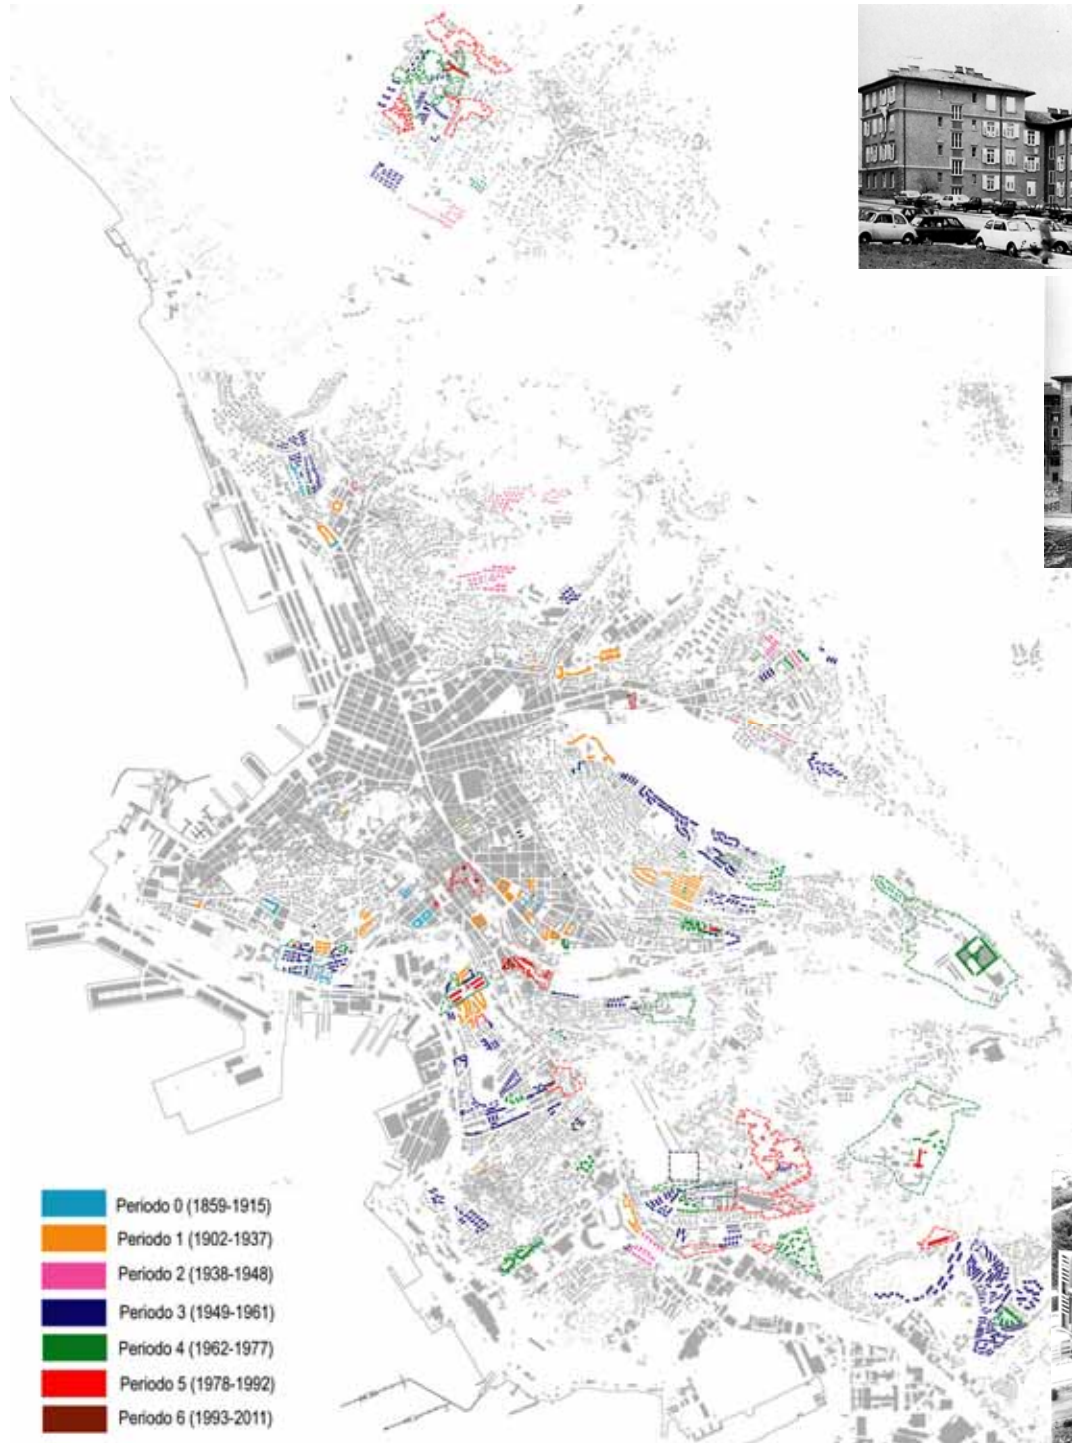 Periodo 0 (1859-1915)
Periodo 1 (1902-1937)
Periodo 2 (1938-1948)
Periodo 3 (1949-1961)
Periodo 4 (1962-1977)
Periodo 5 (1978-1992)
Periodo 6 (1993-2011)